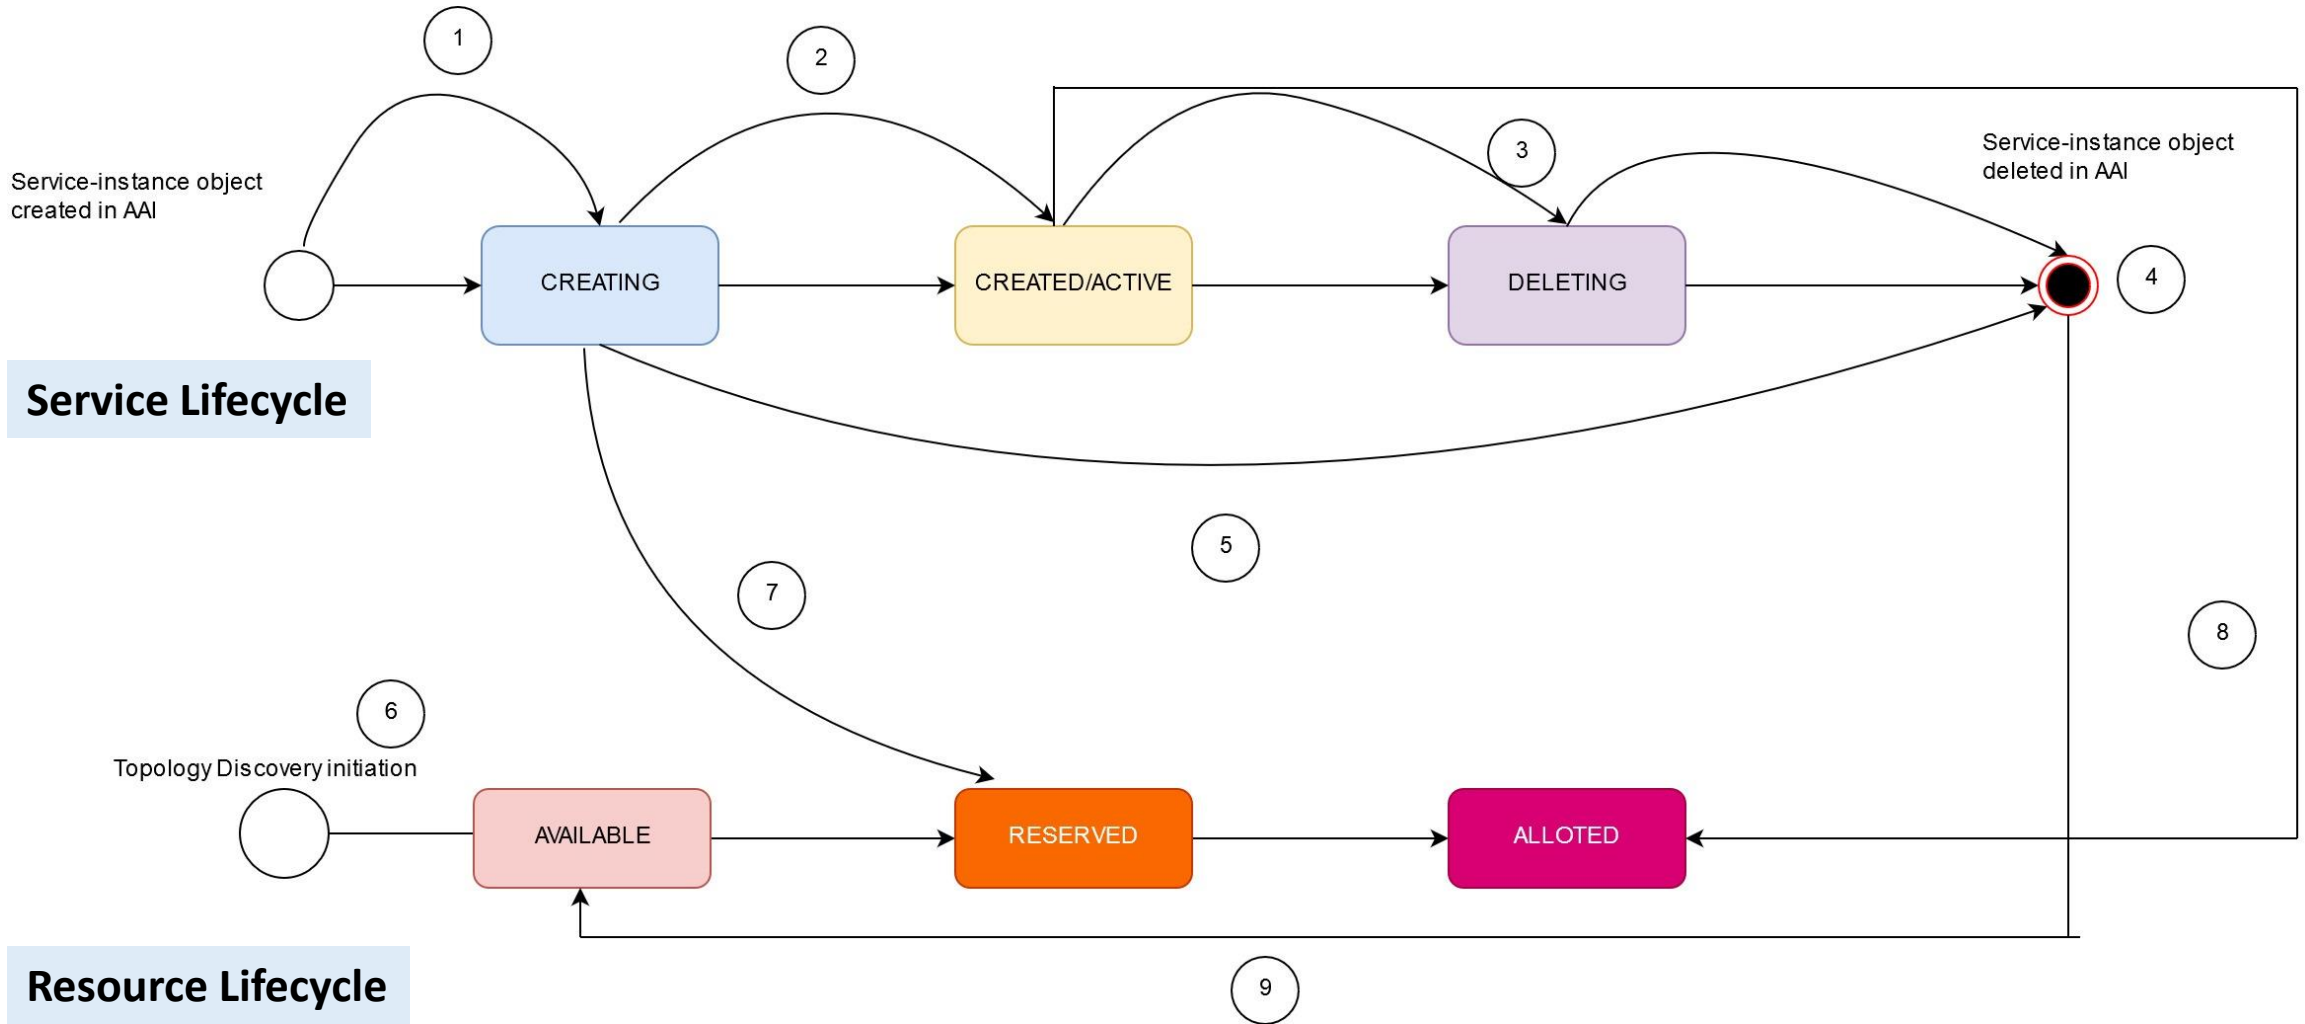 1
2
3
Service-instance object
deleted in AAI
Service-instance object
created in AAI
CREATING
CREATED/ACTIVE
DELETING
4
Service Lifecycle
5
7
8
6
Topology Discovery initiation
AVAILABLE
RESERVED
ALLOTED
Resource Lifecycle
9